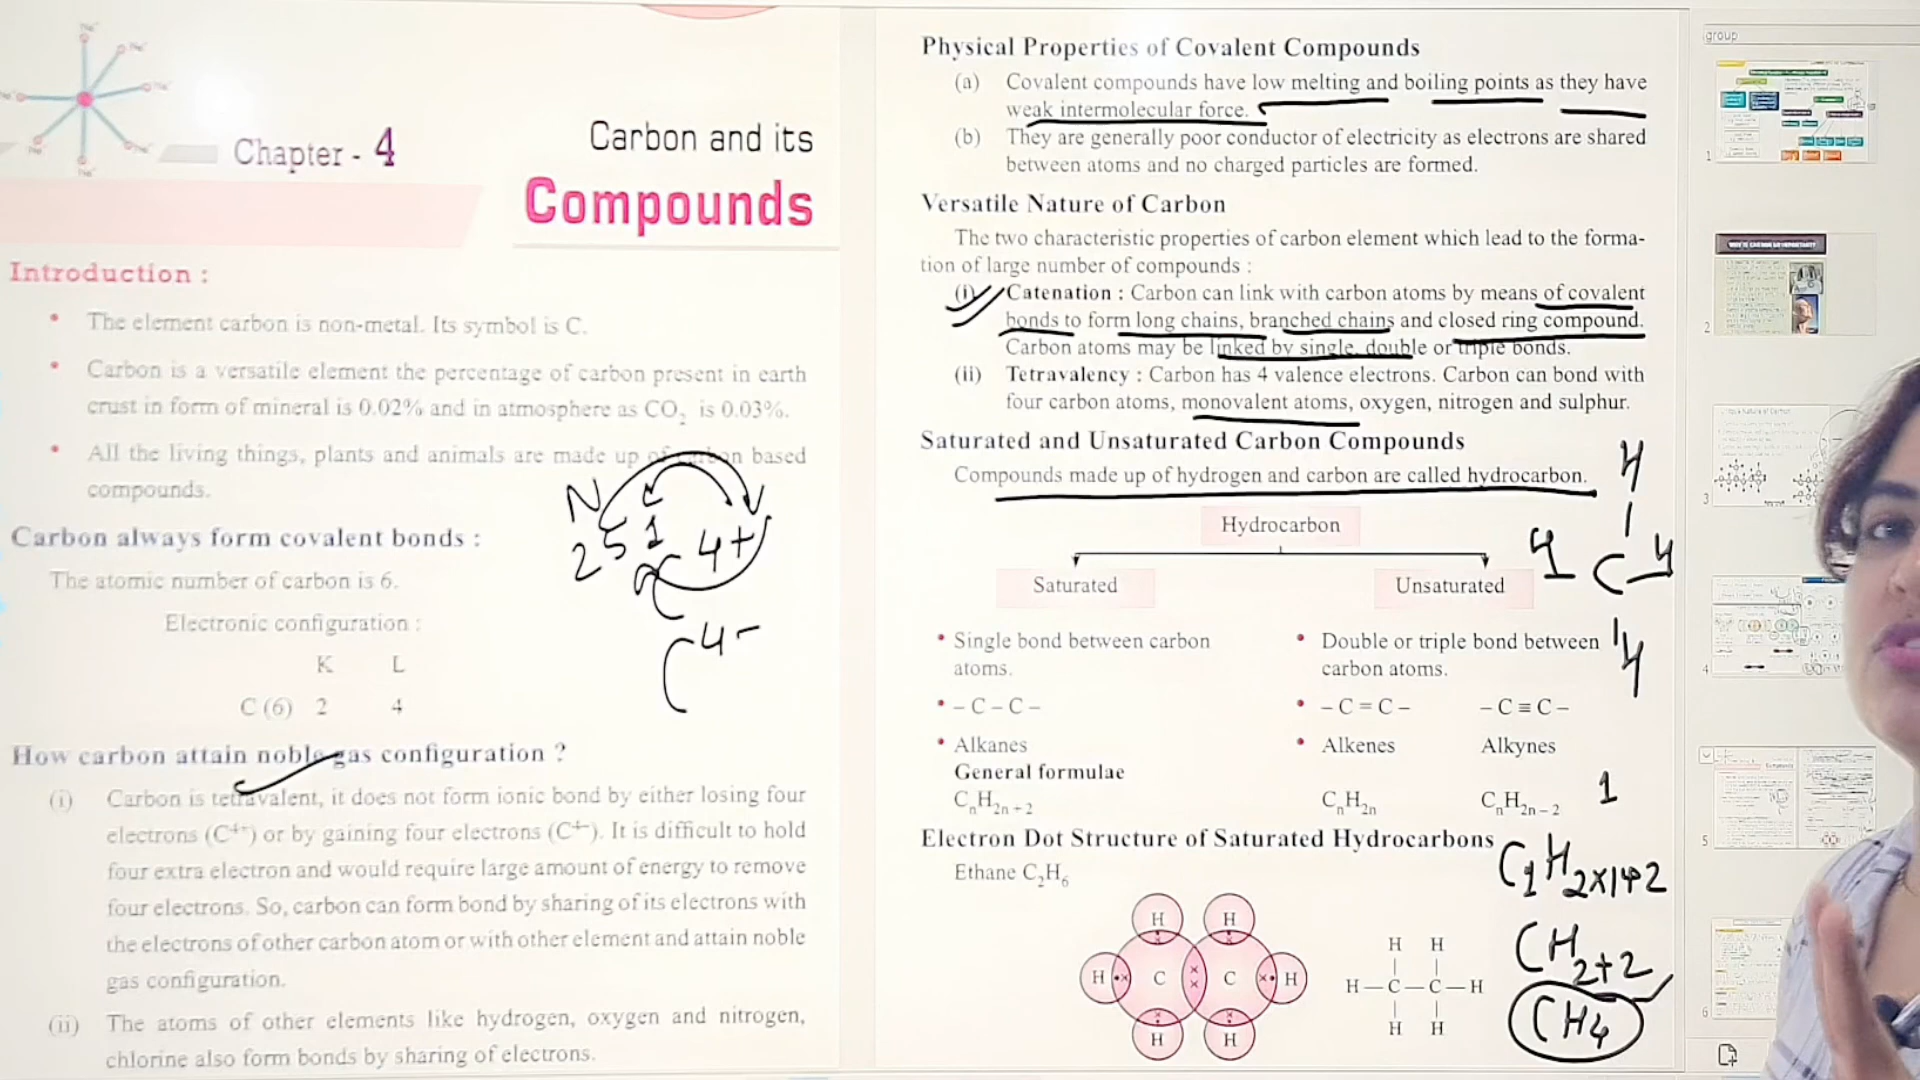 Chapter - 4
Carbon and its
Compounds
Introduction :
• The element carbon is non-metal. Its symbol is C.
• Carbon is a versatile element the percentage of carbon present in earth
crust in form of mineral is 0.02% and in atmosphere as CO₂ is 0.03%.
• All the living things, plants and animals are made up of carbon based
compounds.
Carbon always form covalent bonds :
The atomic number of carbon is 6.
Electronic configuration :
K L
C (6) 2 4
N
2 5 1
4+
C
C4-
How carbon attain noble gas configuration ?
(i) Carbon is tetravalent, it does not form ionic bond by either losing four
electrons (C⁴⁺) or by gaining four electrons (C⁴⁻). It is difficult to hold
four extra electron and would require large amount of energy to remove
four electrons. So, carbon can form bond by sharing of its electrons with
the electrons of other carbon atom or with other element and attain noble
gas configuration.
(ii) The atoms of other elements like hydrogen, oxygen and nitrogen,
chlorine also form bonds by sharing of electrons.
Physical Properties of Covalent Compounds
(a) Covalent compounds have low melting and boiling points as they have
weak intermolecular force.
(b) They are generally poor conductor of electricity as electrons are shared
between atoms and no charged particles are formed.
Versatile Nature of Carbon
The two characteristic properties of carbon element which lead to the forma-
tion of large number of compounds :
(i) Catenation : Carbon can link with carbon atoms by means of covalent
bonds to form long chains, branched chains and closed ring compound.
Carbon atoms may be linked by single, double or triple bonds.
(ii) Tetravalency : Carbon has 4 valence electrons. Carbon can bond with
four carbon atoms, monovalent atoms, oxygen, nitrogen and sulphur.
Saturated and Unsaturated Carbon Compounds
Compounds made up of hydrogen and carbon are called hydrocarbon.
Hydrocarbon
Saturated Unsaturated
• Single bond between carbon
atoms.
• – C – C –
• Alkanes
General formulae
CₙH₂ₙ₊₂
• Double or triple bond between
carbon atoms.
• – C = C – – C ≡ C –
• Alkenes Alkynes
CₙH₂ₙ CₙH₂ₙ₋₂
H
H C H
H
1
C1H2x1+2
CH2+2
CH4
Electron Dot Structure of Saturated Hydrocarbons
Ethane C₂H₆
H H
H C C H
H H
H H
H – C – C – H
H H
group
1
2
3
4
5
6